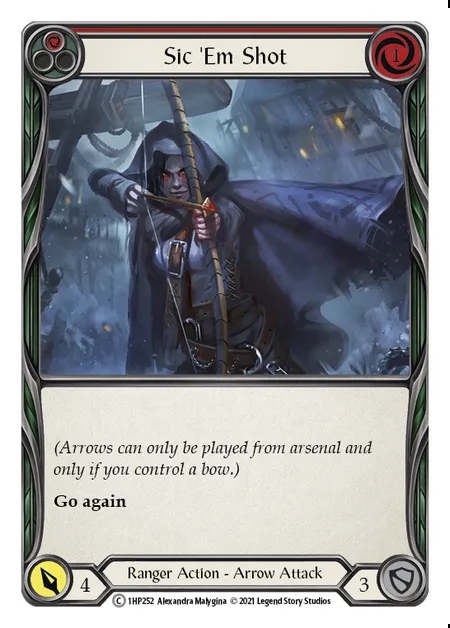 Sic 'Em Shot
1
(Arrows can only be played from arsenal and
only if you control a bow.)
Go again
4
Ranger Action - Arrow Attack
3
C 1HP252 Alexandra Malygina © 2021 Legend Story Studios